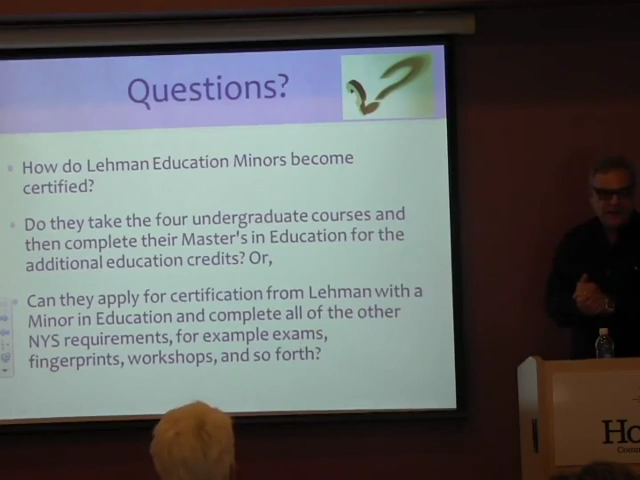 Questions?
How do Lehman Education Minors become
certified?
Do they take the four undergraduate courses and
then complete their Master's in Education for the
additional education credits? Or,
Can they apply for certification from Lehman with a
Minor in Education and complete all of the other
NYS requirements, for example exams,
fingerprints, workshops, and so forth?
Ho
Comm